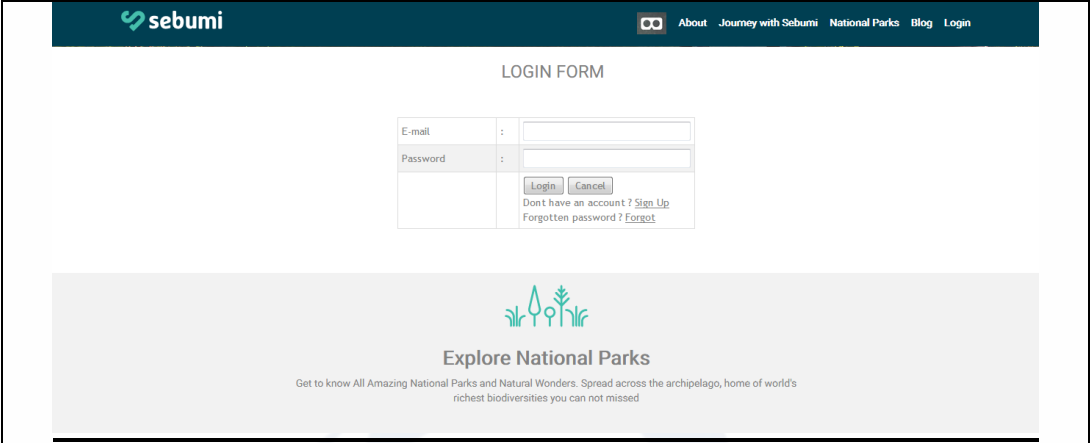 sebumi
About Journey with Sebumi National Parks Blog Login
LOGIN FORM
E-mail :
Password :
Login Cancel
Dont have an account ? Sign Up
Forgotten password ? Forgot
Explore National Parks
Get to know All Amazing National Parks and Natural Wonders. Spread across the archipelago, home of world's
richest biodiversities you can not missed